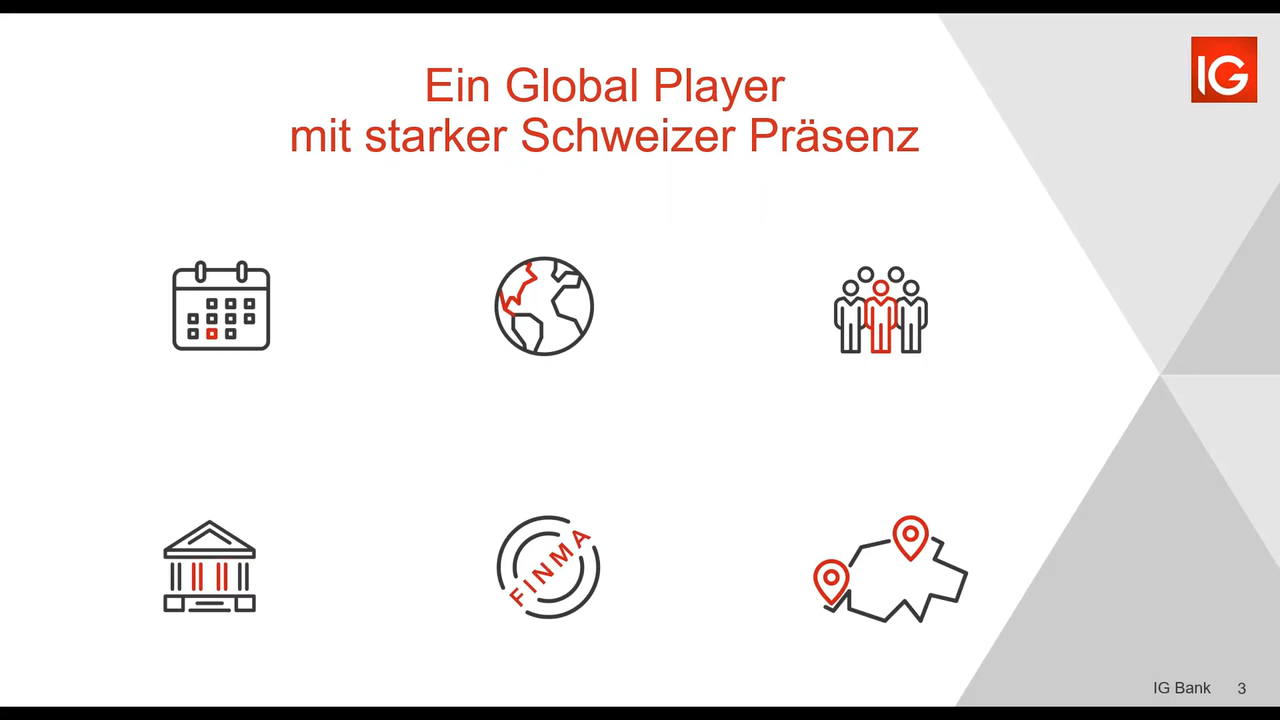 IG
Ein Global Player
mit starker Schweizer Präsenz
FINMA
IG Bank 3